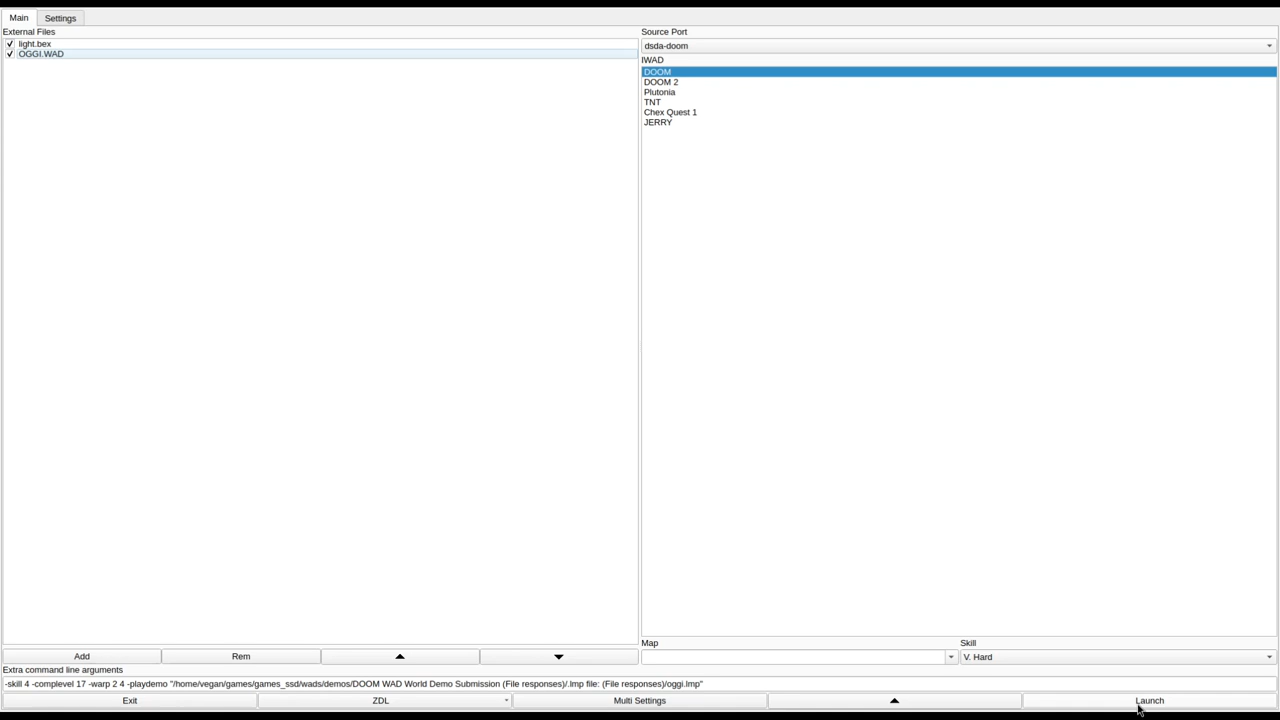 Main
Settings
External Files
light.bex
OGGI.WAD
Source Port
dsda-doom
IWAD
DOOM
DOOM 2
Plutonia
TNT
Chex Quest 1
JERRY
Map
Skill
V. Hard
Add
Rem
Extra command line arguments
-skill 4 -complevel 17 -warp 2 4 -playdemo "/home/vegan/games/games_ssd/wads/demos/DOOM WAD World Demo Submission (File responses)/.lmp file: (File responses)/oggi.lmp"
Exit
ZDL
Multi Settings
Launch